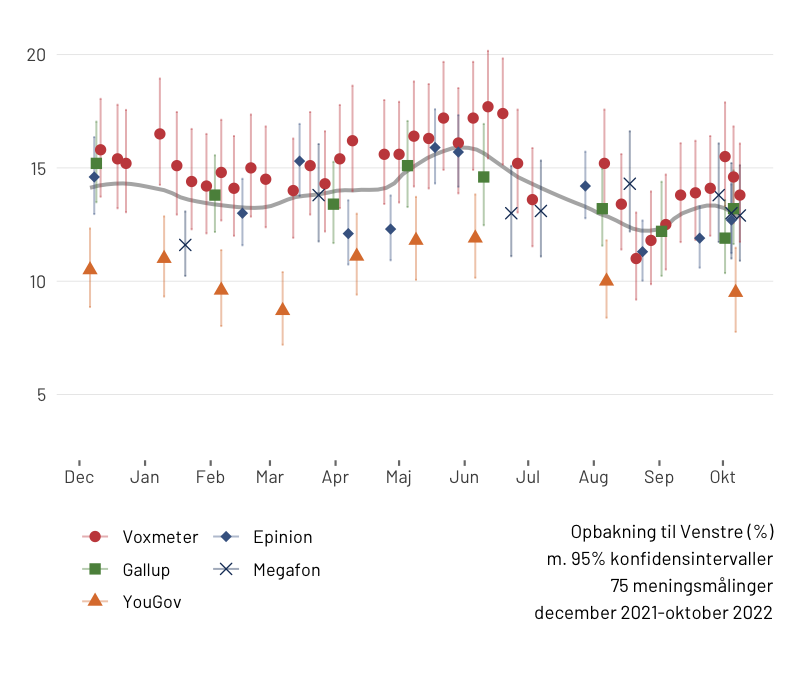 20
15
10
5
Dec Jan Feb Mar Apr Maj Jun Jul Aug Sep Okt
Voxmeter Epinion
Gallup Megafon
YouGov
Opbakning til Venstre (%)
m. 95% konfidensintervaller
75 meningsmålinger
december 2021-oktober 2022